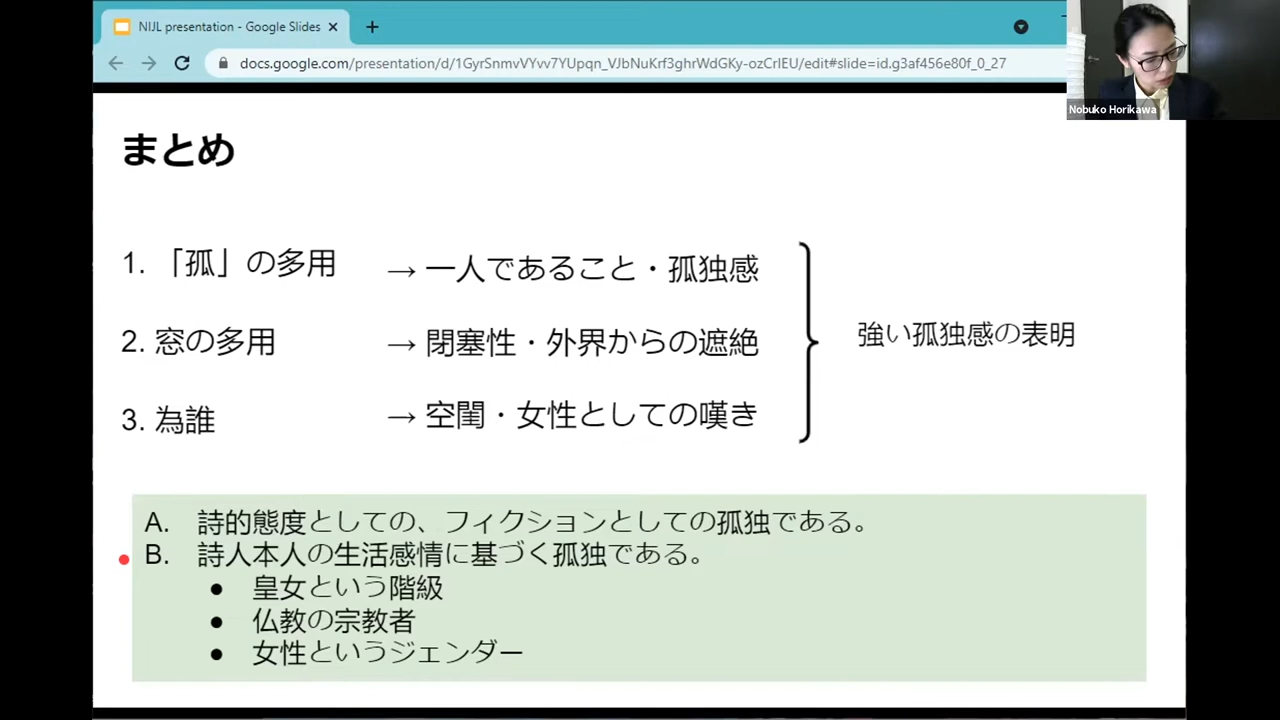 NIJL presentation - Google Slides
docs.google.com/presentation/d/1GyrSnmvVYvv7YUpqn_VJbNuKrf3ghrWdGKy-ozCrlEU/edit#slide=id.g3af456e80f_0_27
Nobuko Horikawa
まとめ
1. 「孤」の多用 → 一人であること・孤独感
2. 窓の多用 → 閉塞性・外界からの遮絶
強い孤独感の表明
3. 為誰 → 空閨・女性としての嘆き
A. 詩的態度としての、フィクションとしての孤独である。
B. 詩人本人の生活感情に基づく孤独である。
● 皇女という階級
● 仏教の宗教者
● 女性というジェンダー